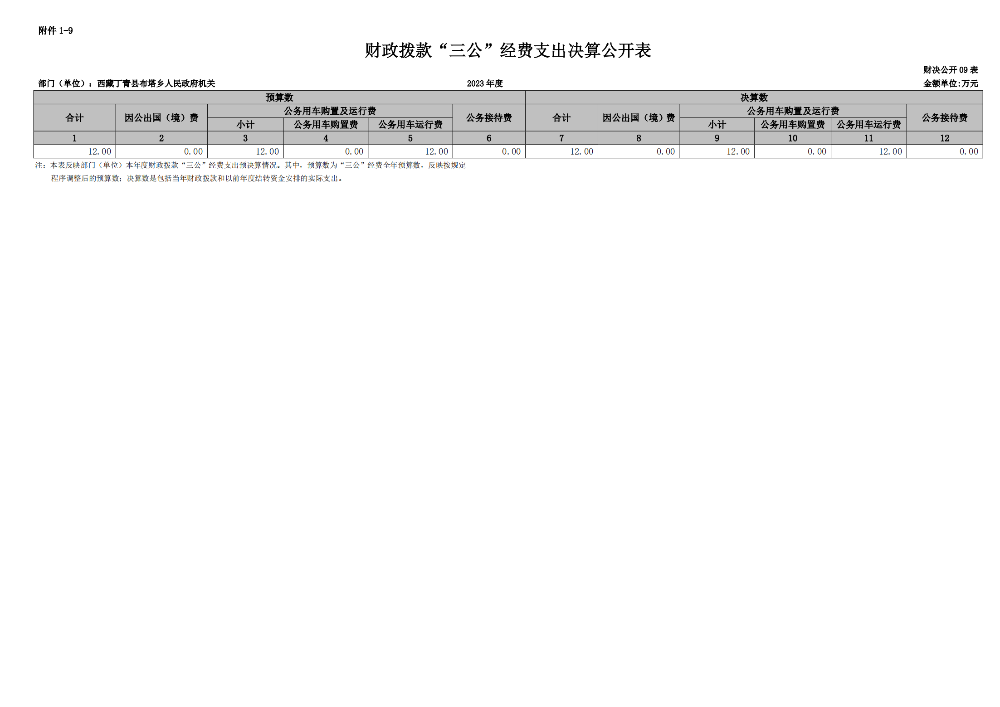 附件 1-9
财政拨款“三公”经费支出决算公开表
财决公开 09 表
部门（单位）：西藏丁青县布塔乡人民政府机关 2023 年度 金额单位:万元
预算数 决算数
合计 因公出国（境）费 公务用车购置及运行费 公务接待费 合计 因公出国（境）费 公务用车购置及运行费 公务接待费
小计 公务用车购置费 公务用车运行费 小计 公务用车购置费 公务用车运行费
1 2 3 4 5 6 7 8 9 10 11 12
12.00 0.00 12.00 0.00 12.00 0.00 12.00 0.00 12.00 0.00 12.00 0.00
注：本表反映部门（单位）本年度财政拨款“三公”经费支出预决算情况。其中，预算数为“三公”经费全年预算数，反映按规定
程序调整后的预算数；决算数是包括当年财政拨款和以前年度结转资金安排的实际支出。